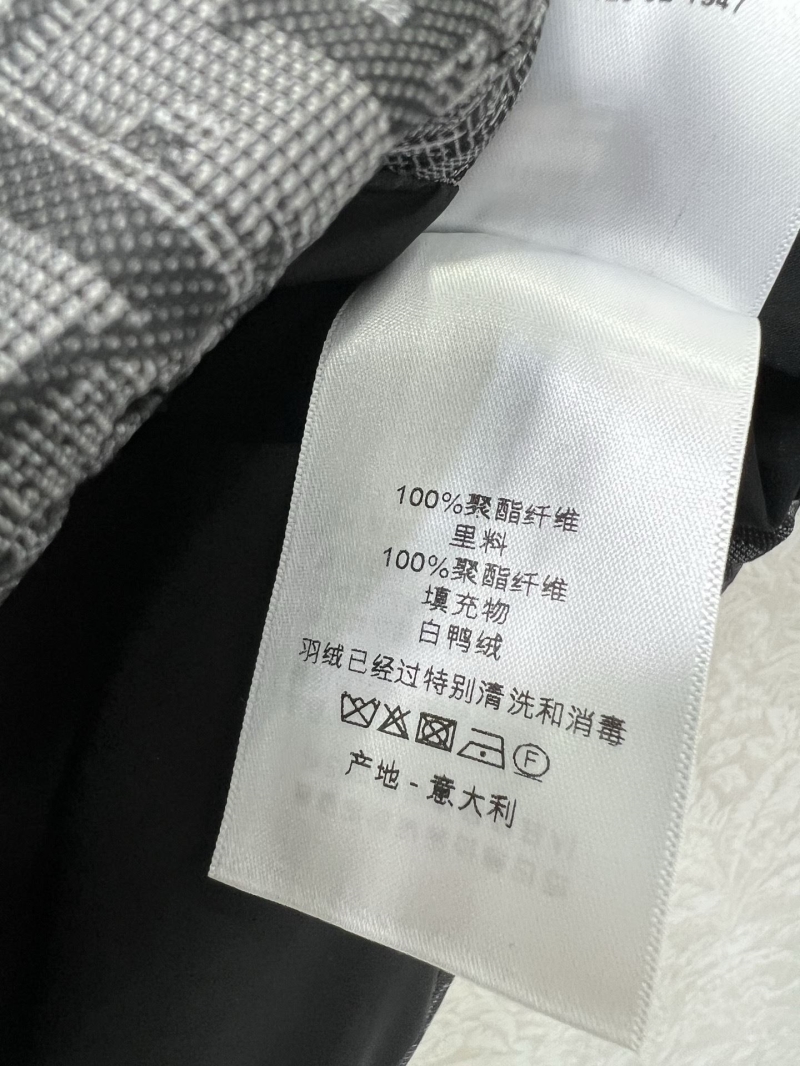 100%聚酯纤维
里料
100%聚酯纤维
填充物
白鸭绒
羽绒已经过特别清洗和消毒
F
产地 - 意大利